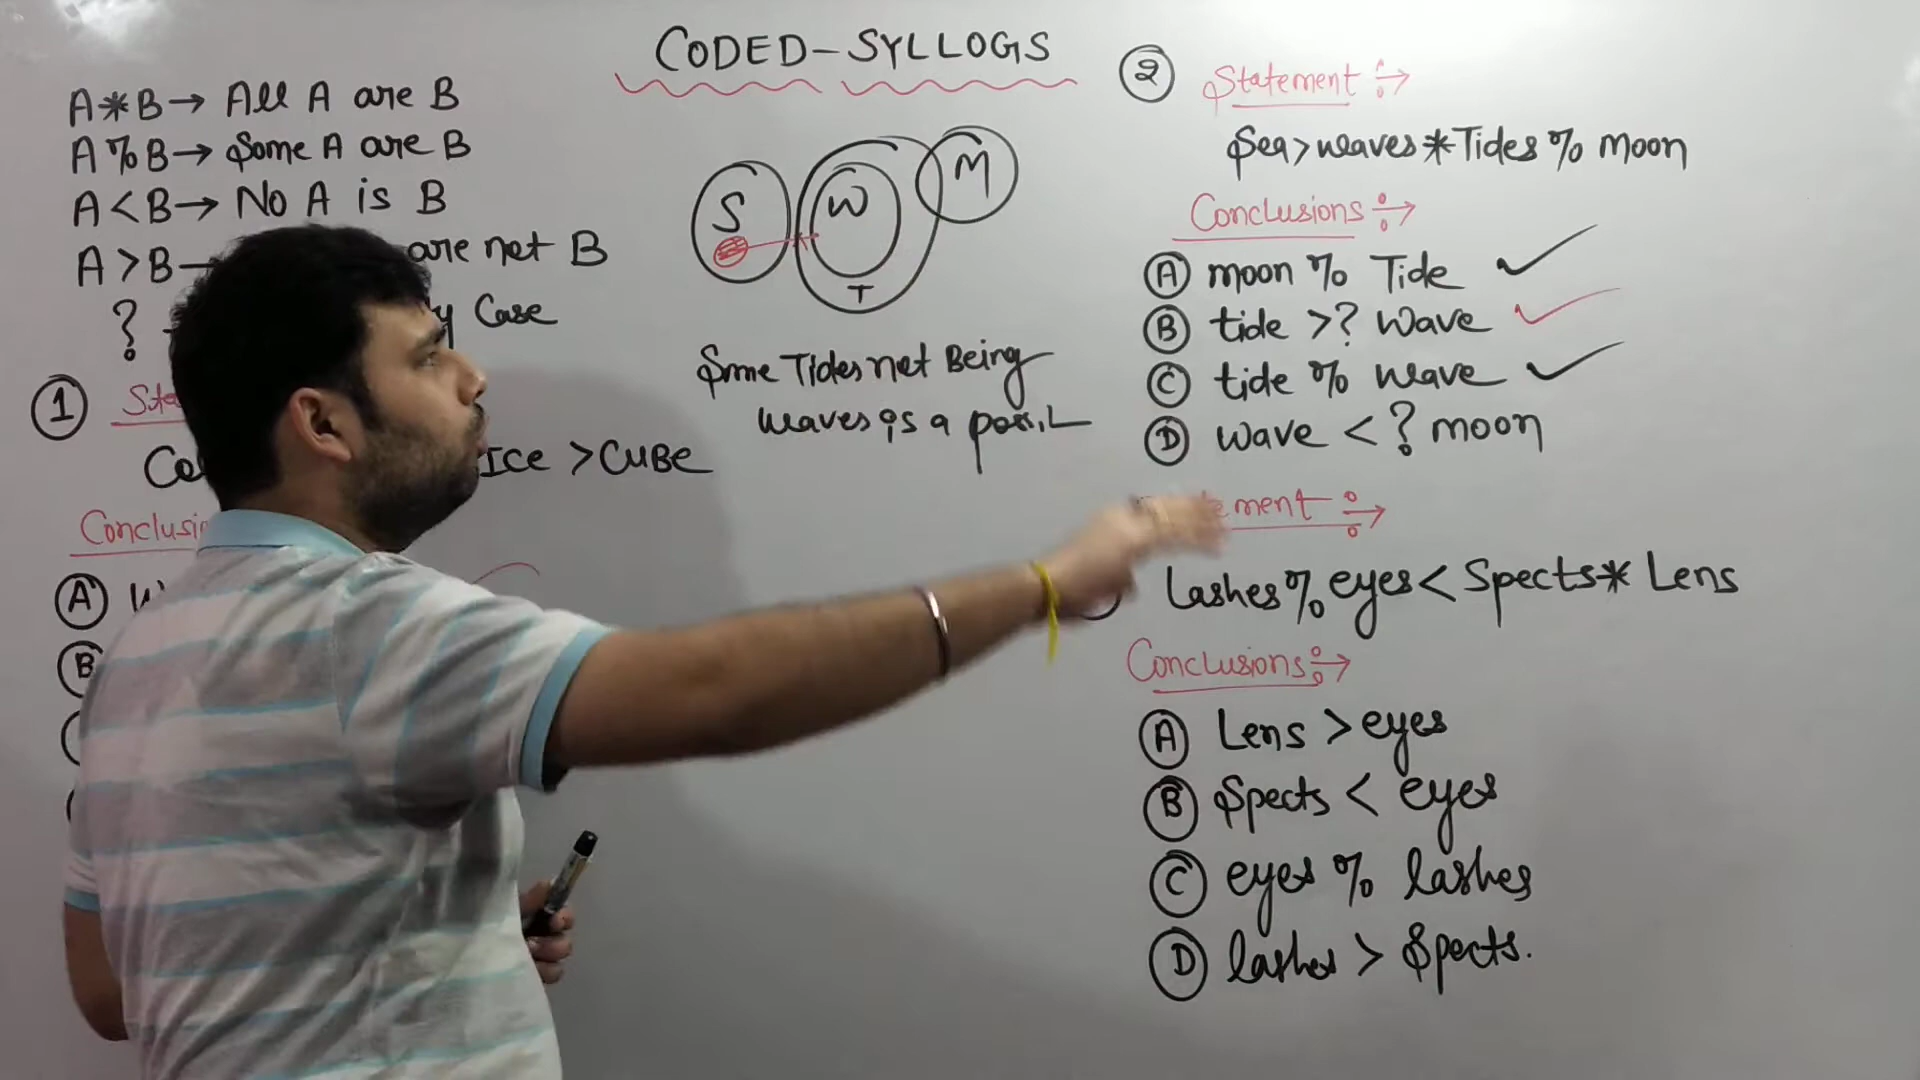 CODED-SYLLOGS
A*B→ All A are B
A%B→ Some A are B
A<B→ No A is B
A>B→ are not B
? Case
①
ICe >CUBe
Conclusi
Ⓐ
Ⓑ
S W M
T
Some Tides not Being
waves is a
② Statement :→
Sea>waves*Tides% moon
Conclusions :→
Ⓐ moon % Tide ✓
Ⓑ tide >? Wave ✓
Ⓒ tide % wave ✓
Ⓓ wave <? moon
ement :→
Lashes% eyes< Spects* Lens
Conclusions :→
Ⓐ Lens >eyes
Ⓑ Spects < eyes
Ⓒ eyes % lashes
Ⓓ lashes > Spects.